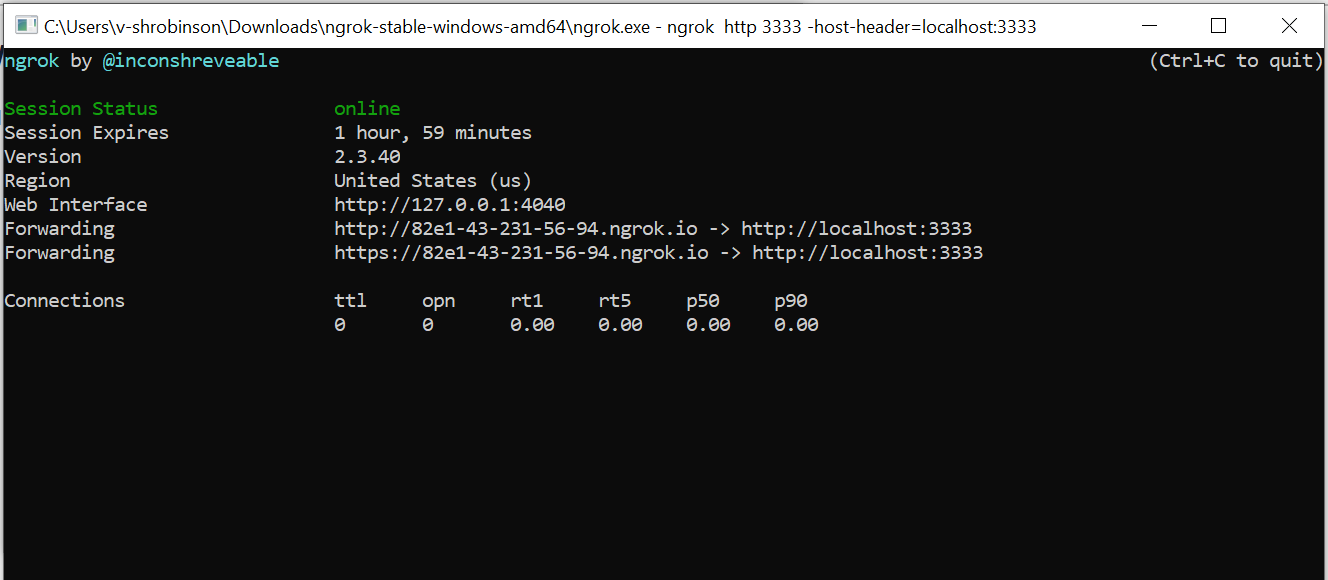 C:\Users\v-shrobinson\Downloads\ngrok-stable-windows-amd64\ngrok.exe - ngrok  http 3333 -host-header=localhost:3333
ngrok by @inconshreveable (Ctrl+C to quit)
Session Status online
Session Expires 1 hour, 59 minutes
Version 2.3.40
Region United States (us)
Web Interface http://127.0.0.1:4040
Forwarding http://82e1-43-231-56-94.ngrok.io -> http://localhost:3333
Forwarding https://82e1-43-231-56-94.ngrok.io -> http://localhost:3333
Connections ttl opn rt1 rt5 p50 p90
0 0 0.00 0.00 0.00 0.00